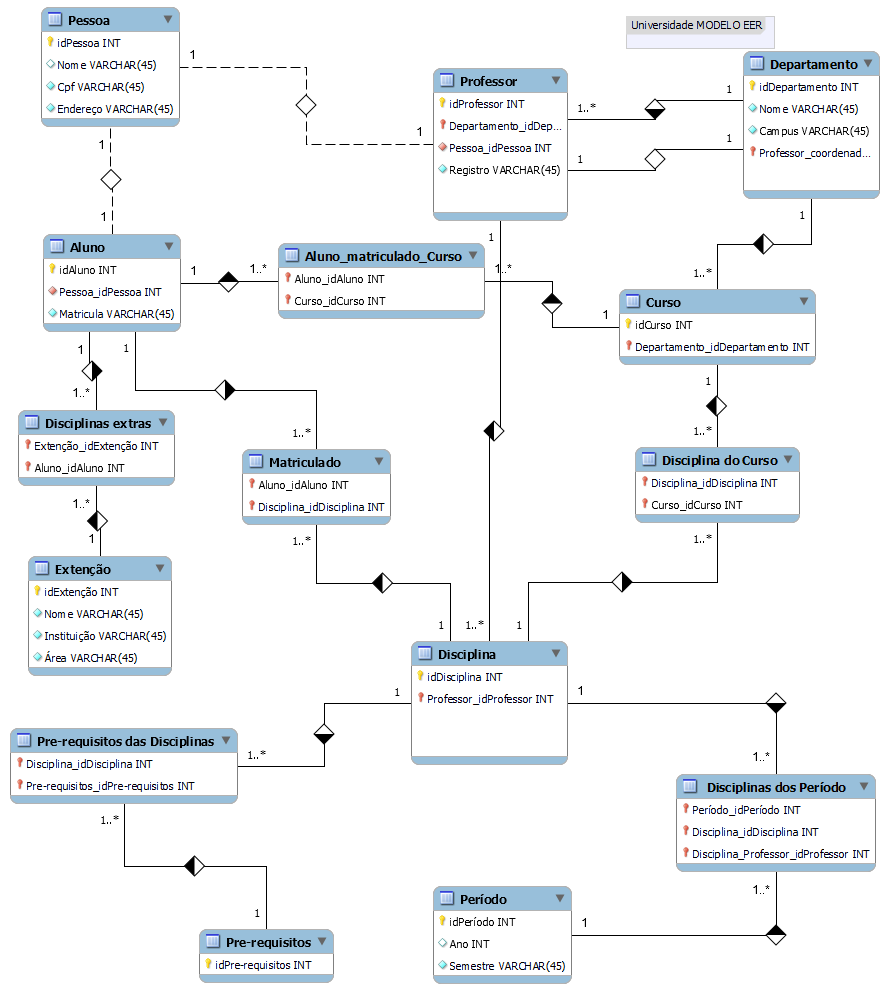 Universidade MODELO EER
Pessoa
idPessoa INT
Nome VARCHAR(45)
Cpf VARCHAR(45)
Endereço VARCHAR(45)
1
1
1
1
Professor
idProfessor INT
Departamento_idDep...
Pessoa_idPessoa INT
Registro VARCHAR(45)
1..*
1
1
1
Departamento
idDepartamento INT
Nome VARCHAR(45)
Campus VARCHAR(45)
Professor_coordenad...
1
1..*
Aluno
idAluno INT
Pessoa_idPessoa INT
Matricula VARCHAR(45)
1
1..*
Aluno_matriculado_Curso
Aluno_idAluno INT
Curso_idCurso INT
1
1..*
1
Curso
idCurso INT
Departamento_idDepartamento INT
1
1..*
1
1..*
1
1..*
Disciplinas extras
Extenção_idExtenção INT
Aluno_idAluno INT
1..*
1
Matriculado
Aluno_idAluno INT
Disciplina_idDisciplina INT
1..*
1
Disciplina do Curso
Disciplina_idDisciplina INT
Curso_idCurso INT
1..*
1
Extenção
idExtenção INT
Nome VARCHAR(45)
Instituição VARCHAR(45)
Área VARCHAR(45)
1..*
Disciplina
idDisciplina INT
Professor_idProfessor INT
1
1..*
1
1..*
Pre-requisitos das Disciplinas
Disciplina_idDisciplina INT
Pre-requisitos_idPre-requisitos INT
1..*
1
Disciplinas dos Período
Período_idPeríodo INT
Disciplina_idDisciplina INT
Disciplina_Professor_idProfessor INT
1..*
1
Período
idPeríodo INT
Ano INT
Semestre VARCHAR(45)
Pre-requisitos
idPre-requisitos INT